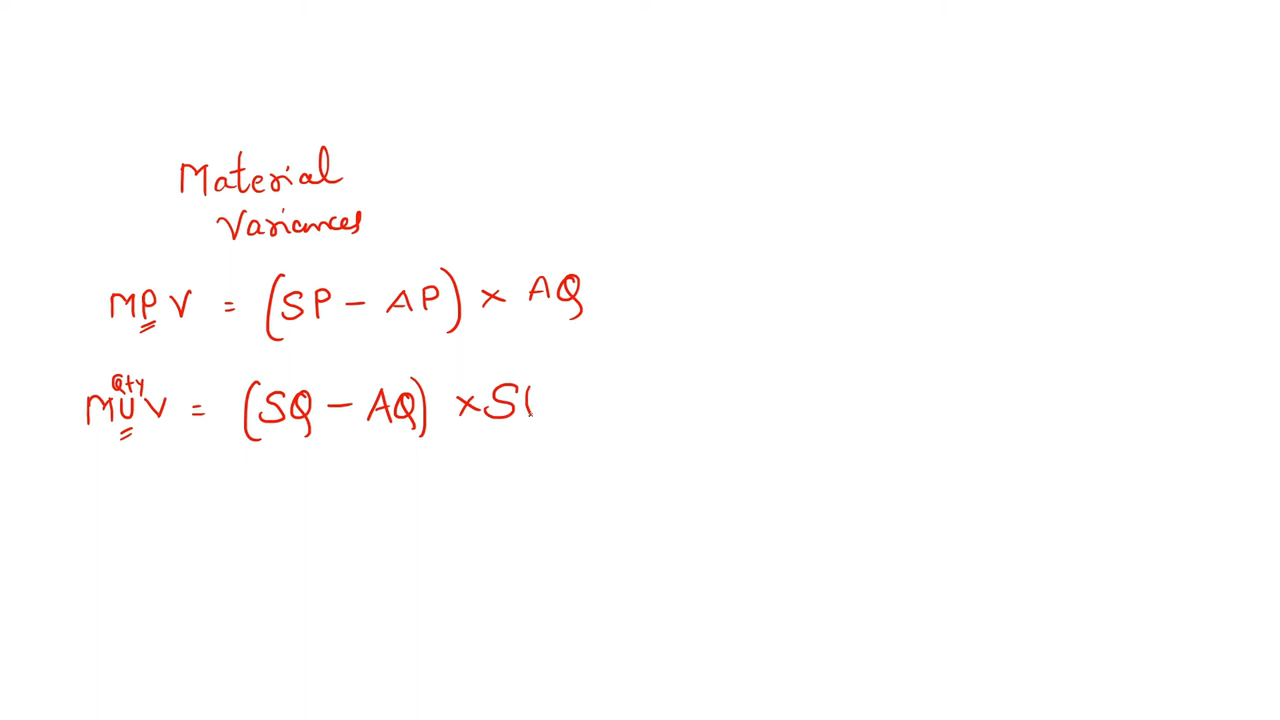 Material
Variances
MPV = (SP - AP) × AQ
Qty
MUV = (SQ - AQ) × S